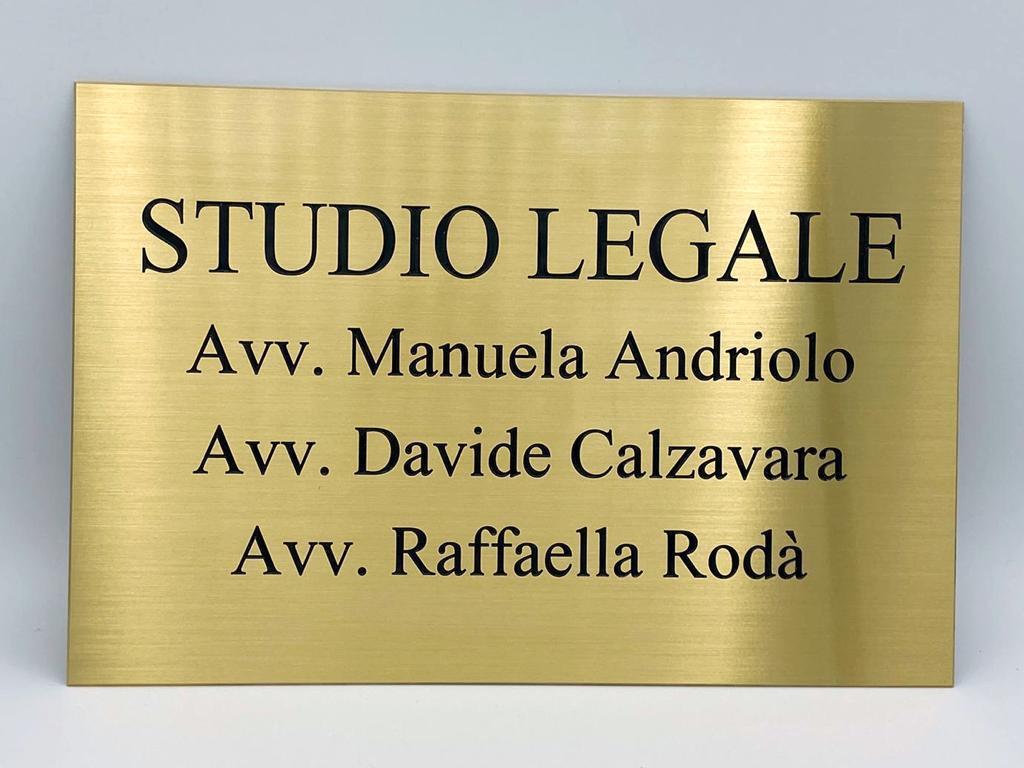 STUDIO LEGALE
Avv. Manuela Andriolo
Avv. Davide Calzavara
Avv. Raffaella Rodà